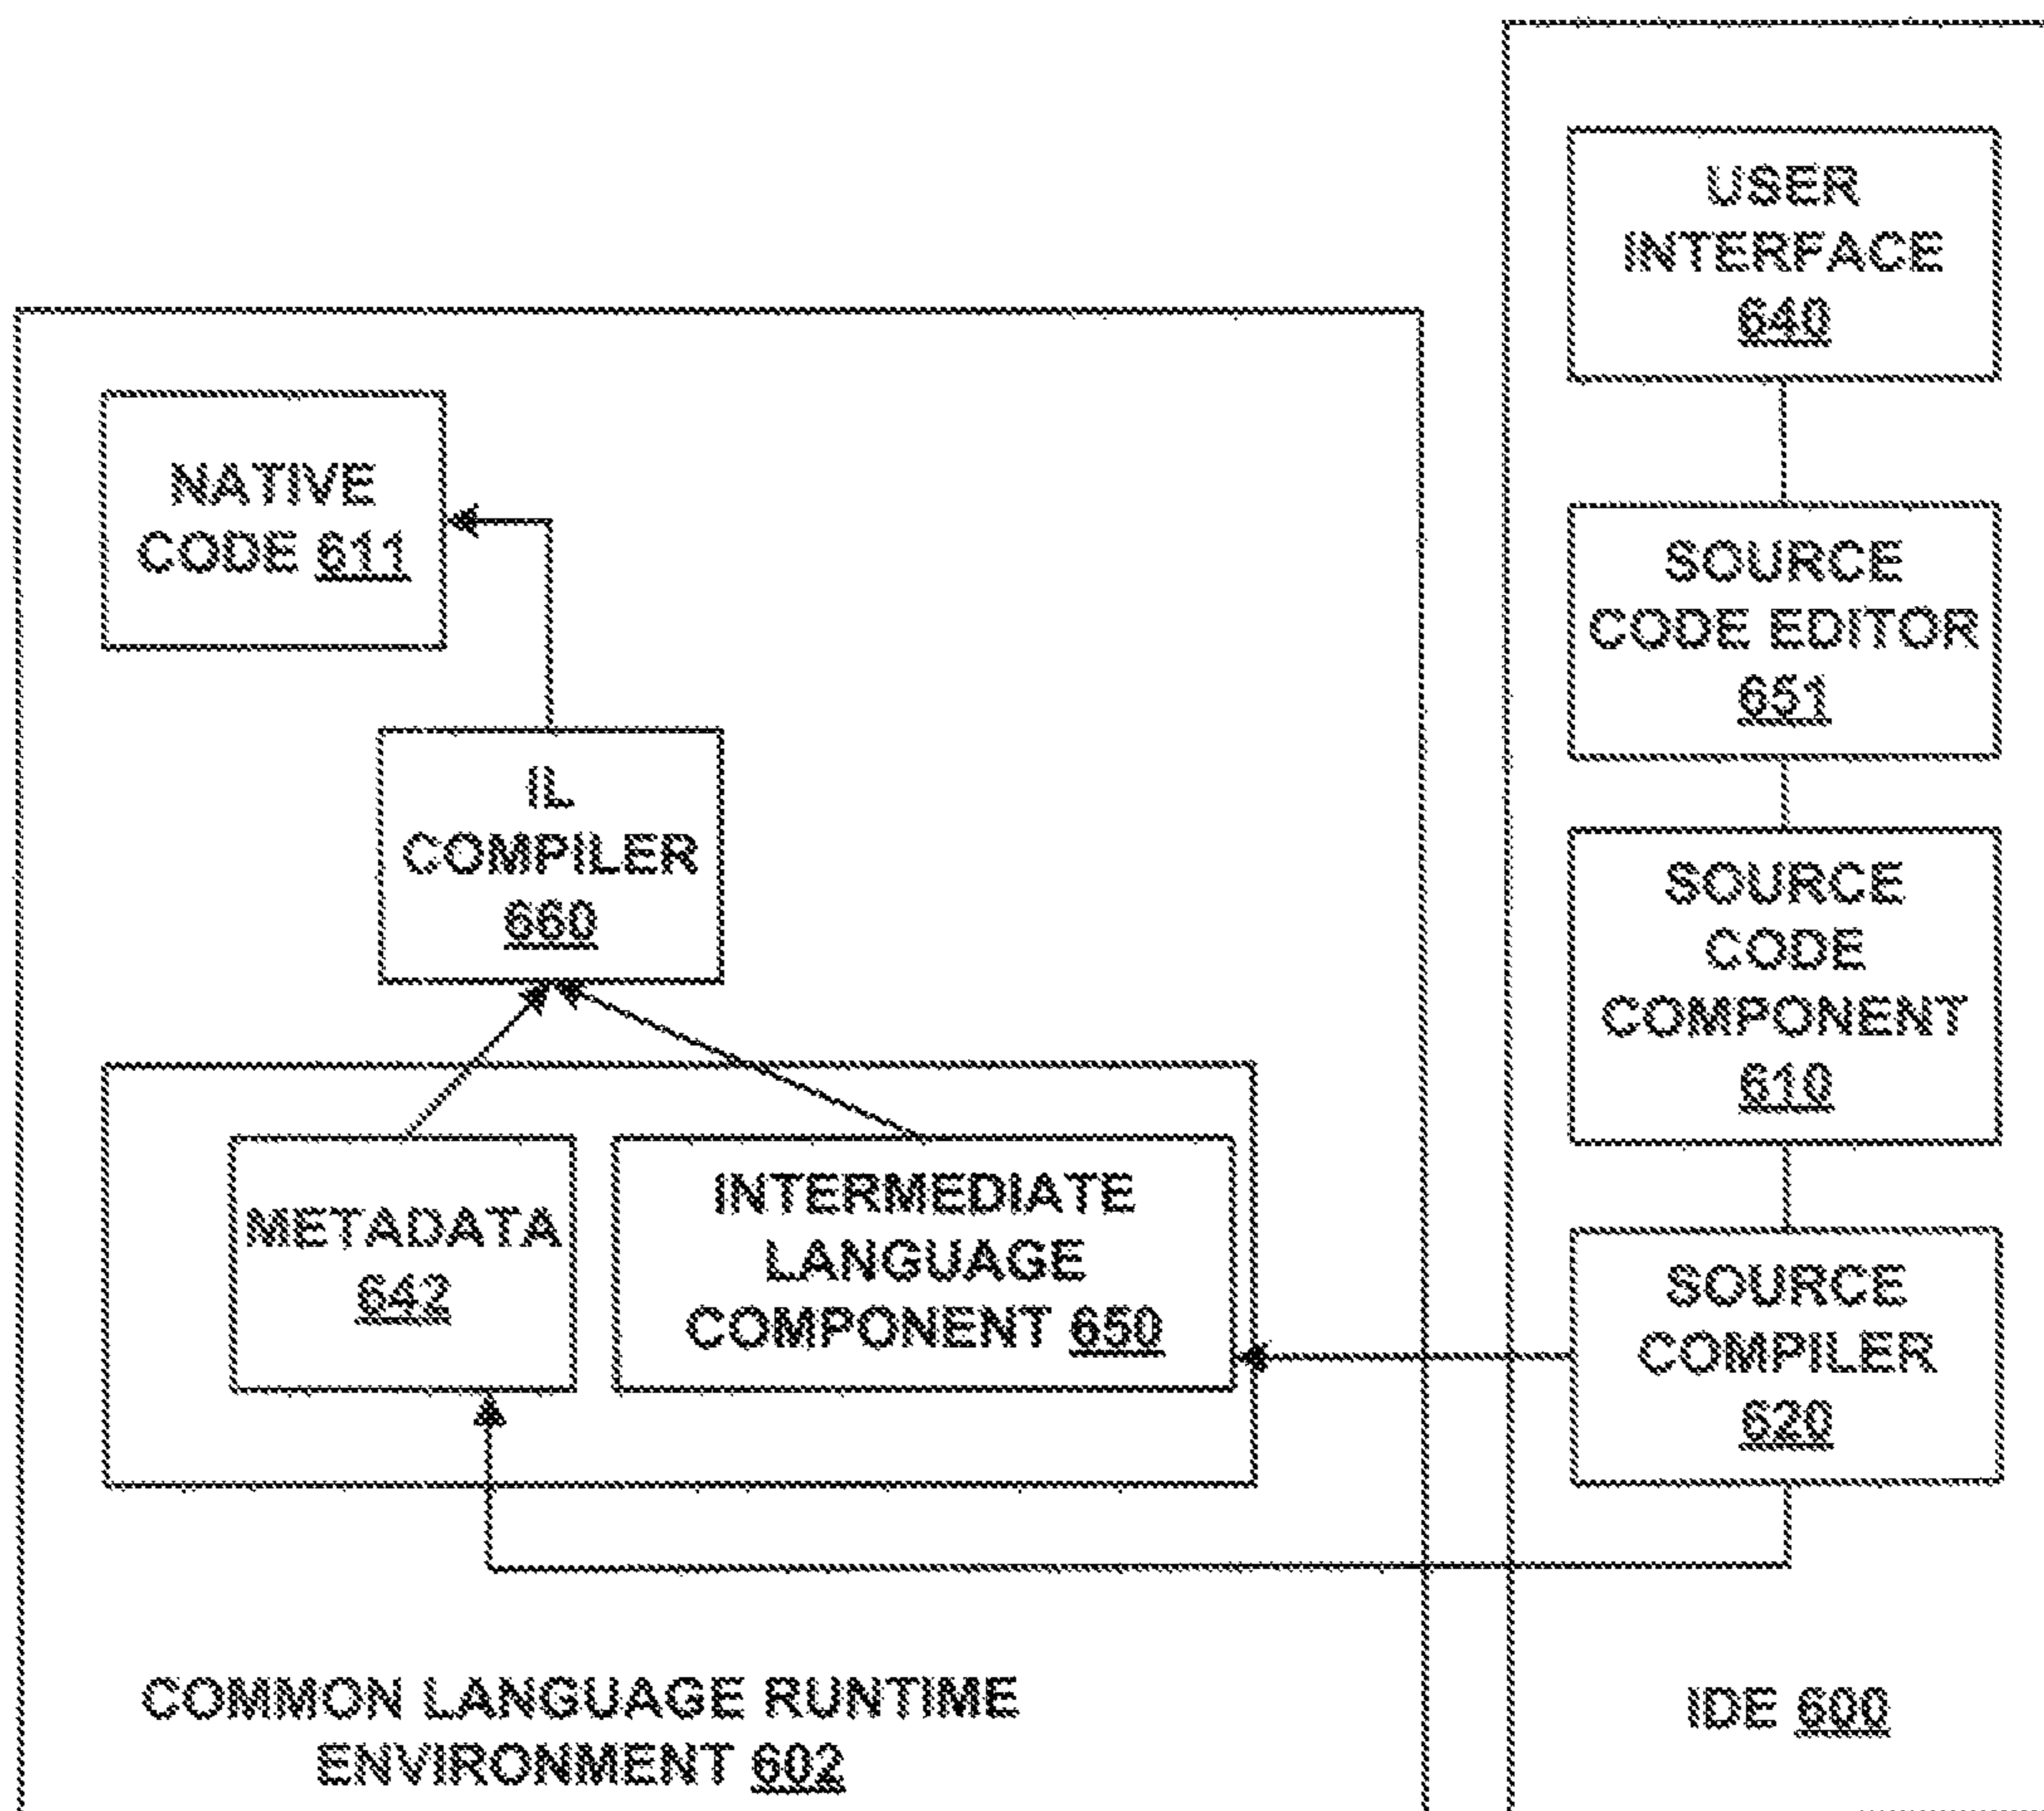 USER
INTERFACE
640
NATIVE
CODE 611
SOURCE
CODE EDITOR
651
IL
COMPILER
660
SOURCE
CODE
COMPONENT
610
METADATA
642
INTERMEDIATE
LANGUAGE
COMPONENT 650
SOURCE
COMPILER
620
COMMON LANGUAGE RUNTIME
ENVIRONMENT 602
IDE 600